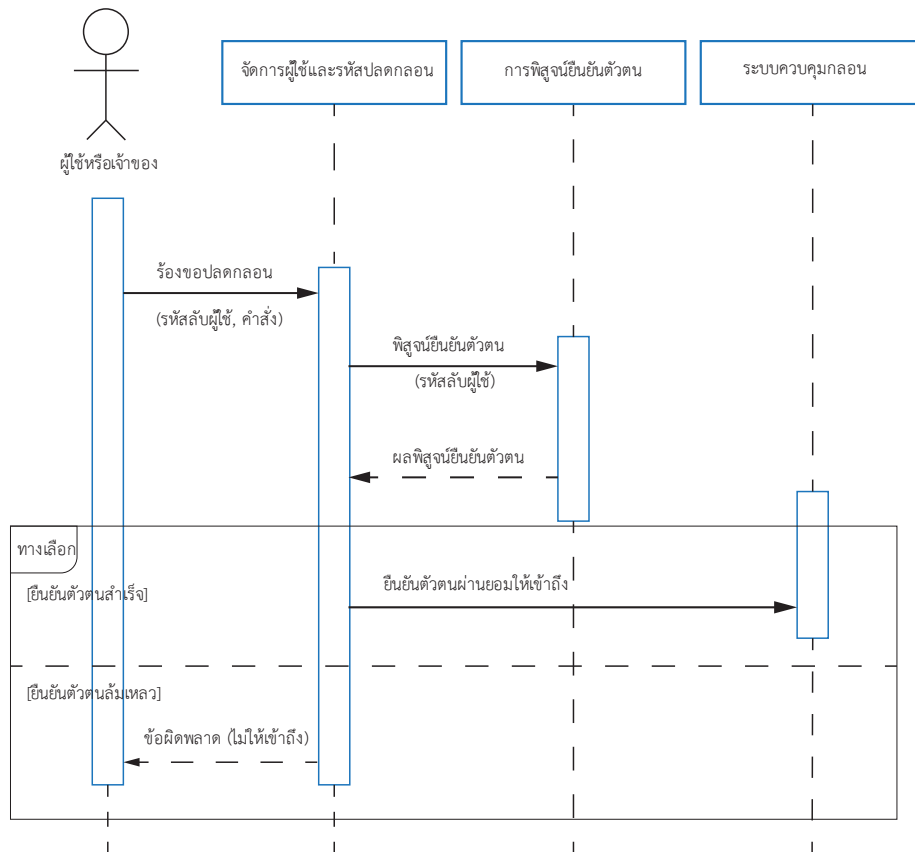 จัดการผู้ใช้และรหัสปลดกลอน
การพิสูจน์ยืนยันตัวตน
ระบบควบคุมกลอน
ผู้ใช้หรือเจ้าของ
ร้องขอปลดกลอน
(รหัสลับผู้ใช้, คำสั่ง)
พิสูจน์ยืนยันตัวตน
(รหัสลับผู้ใช้)
ผลพิสูจน์ยืนยันตัวตน
ทางเลือก
[ยืนยันตัวตนสำเร็จ]
ยืนยันตัวตนผ่านยอมให้เข้าถึง
[ยืนยันตัวตนล้มเหลว]
ข้อผิดพลาด (ไม่ให้เข้าถึง)